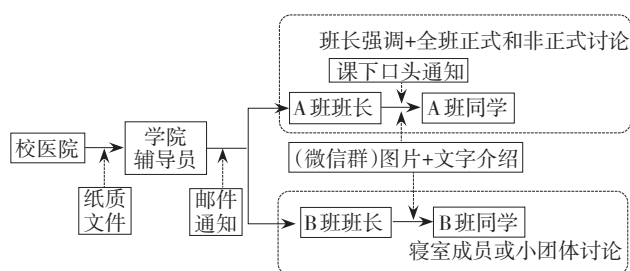 班长强调+全班正式和非正式讨论
课下口头通知
A班班长
A班同学
校医院
学院
辅导员
(微信群)图片+文字介绍
纸质
文件
邮件
通知
B班班长
B班同学
寝室成员或小团体讨论